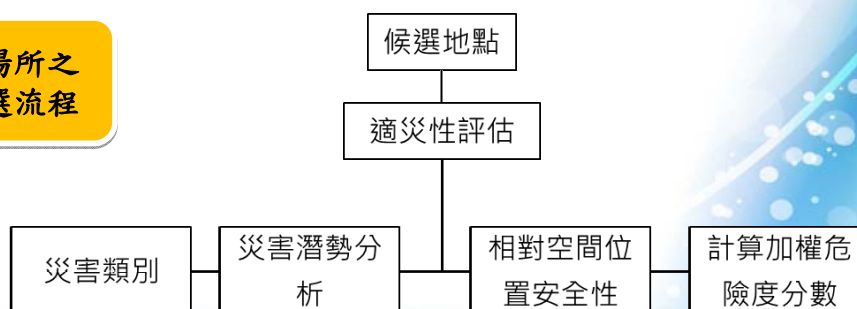 場所之
選流程
候選地點
適災性評估
災害類別
災害潛勢分
析
相對空間位
置安全性
計算加權危
險度分數